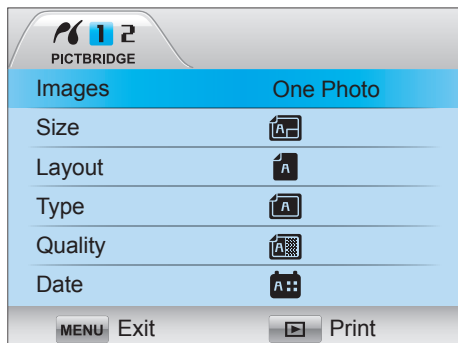 1 2
PICTBRIDGE
Images One Photo
Size A
Layout A
Type A
Quality A
Date A
MENU Exit Print